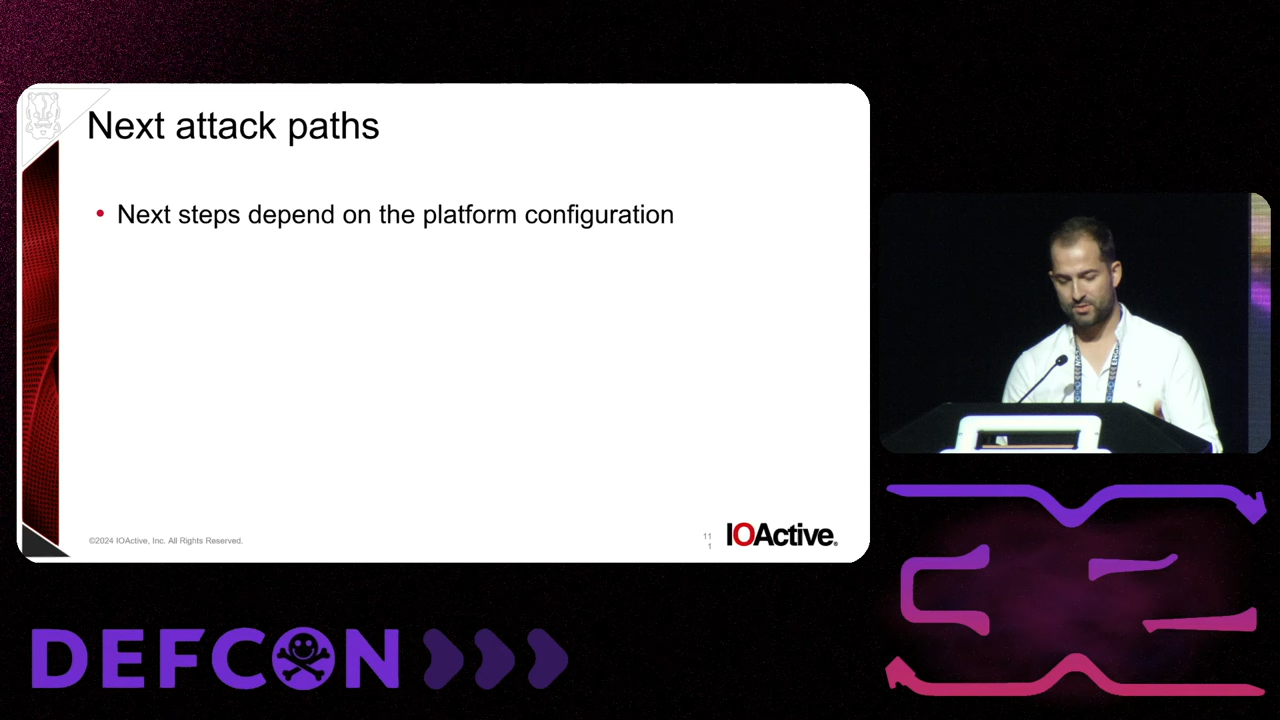 Next attack paths
• Next steps depend on the platform configuration
©2024 IOActive, Inc. All Rights Reserved.
11
1
IOActive.
DEFCON